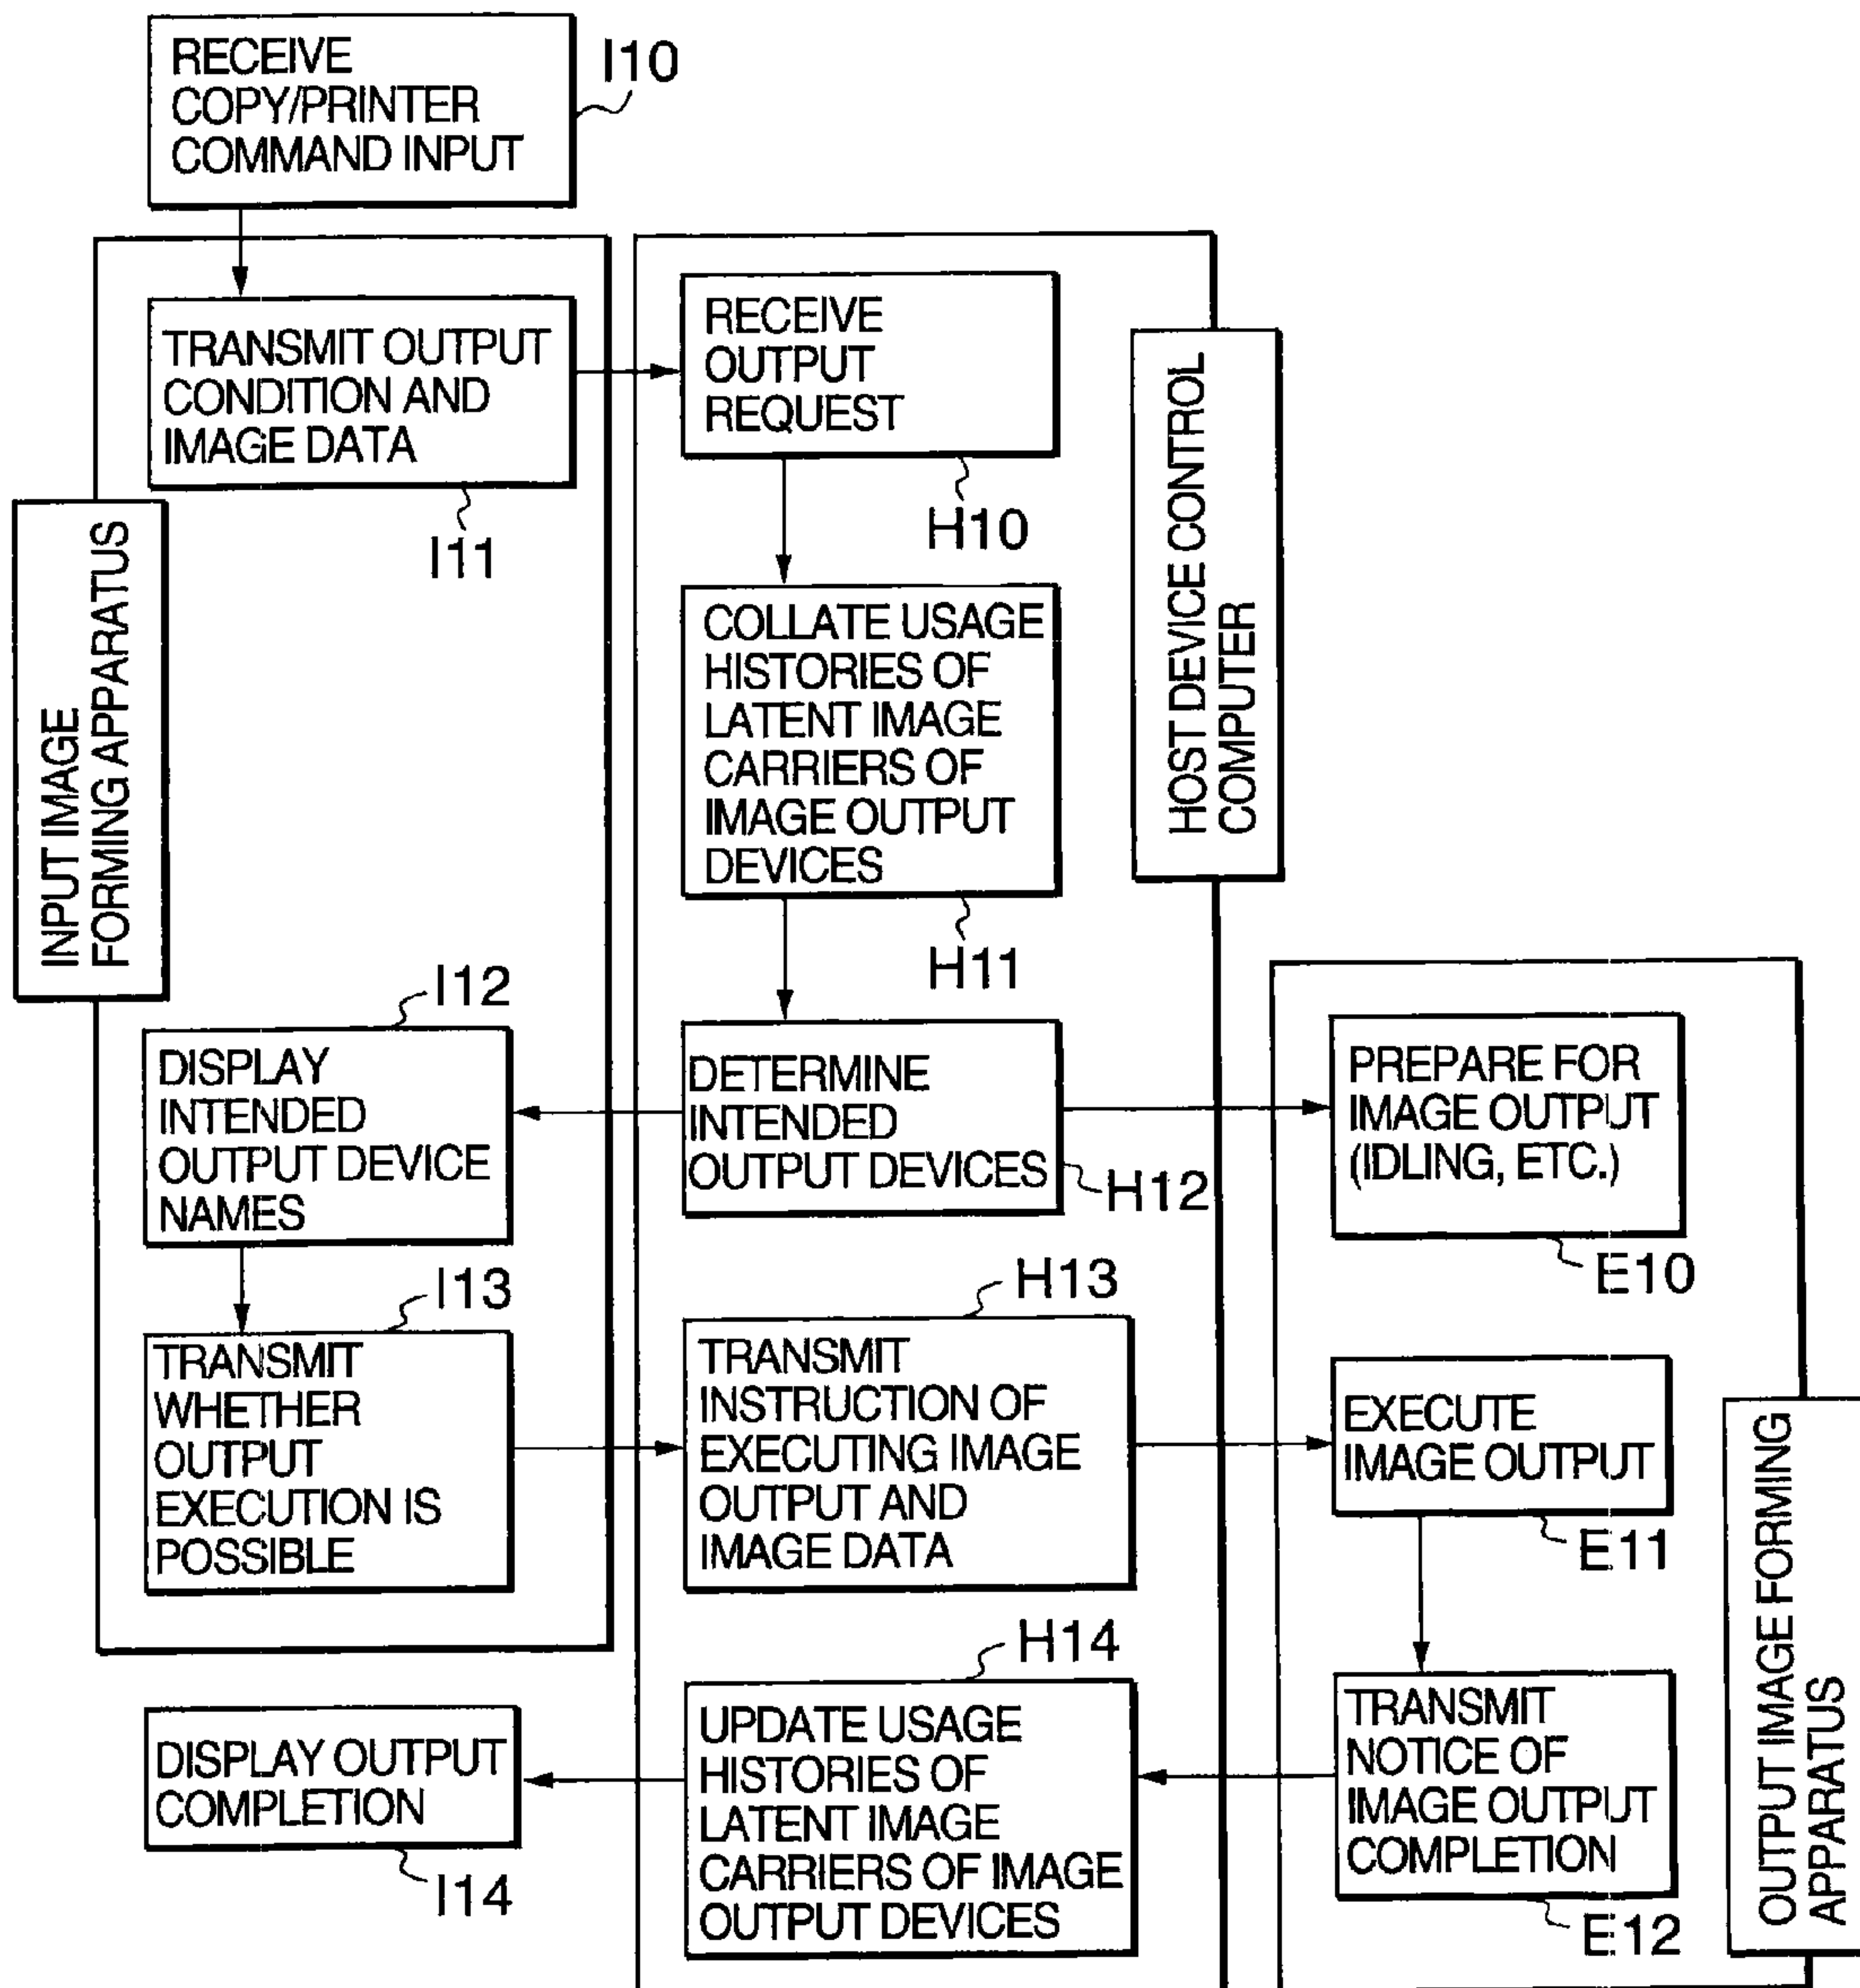 RECEIVE
COPY/PRINTER
COMMAND INPUT
I10
TRANSMIT OUTPUT
CONDITION AND
IMAGE DATA
I11
INPUT IMAGE
FORMING APPARATUS
RECEIVE
OUTPUT
REQUEST
H10
HOST DEVICE CONTROL
COMPUTER
COLLATE USAGE
HISTORIES OF
LATENT IMAGE
CARRIERS OF
IMAGE OUTPUT
DEVICES
H11
I12
DISPLAY
INTENDED
OUTPUT DEVICE
NAMES
DETERMINE
INTENDED
OUTPUT DEVICES
H12
PREPARE FOR
IMAGE OUTPUT
(IDLING, ETC.)
E10
I13
TRANSMIT
WHETHER
OUTPUT
EXECUTION IS
POSSIBLE
H13
TRANSMIT
INSTRUCTION OF
EXECUTING IMAGE
OUTPUT AND
IMAGE DATA
EXECUTE
IMAGE OUTPUT
E11
OUTPUT IMAGE FORMING
APPARATUS
DISPLAY OUTPUT
COMPLETION
I14
H14
UPDATE USAGE
HISTORIES OF
LATENT IMAGE
CARRIERS OF IMAGE
OUTPUT DEVICES
TRANSMIT
NOTICE OF
IMAGE OUTPUT
COMPLETION
E12